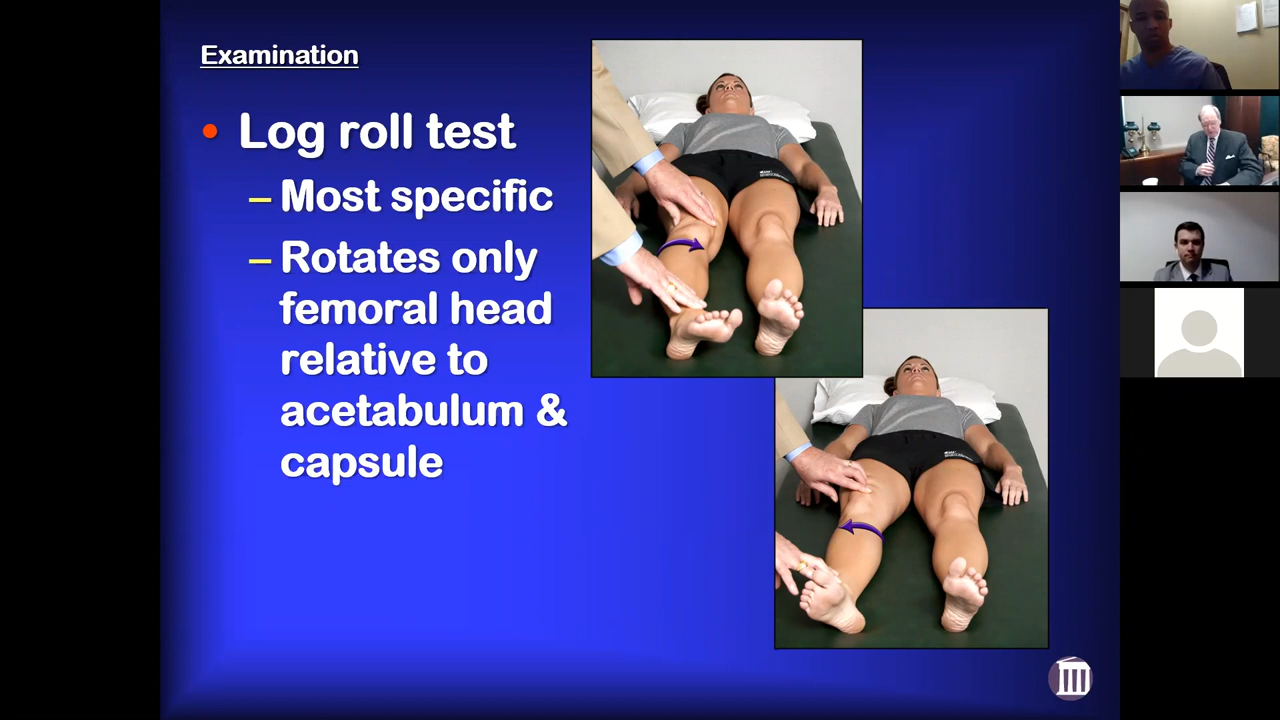 Examination
• Log roll test
– Most specific
– Rotates only
femoral head
relative to
acetabulum &
capsule